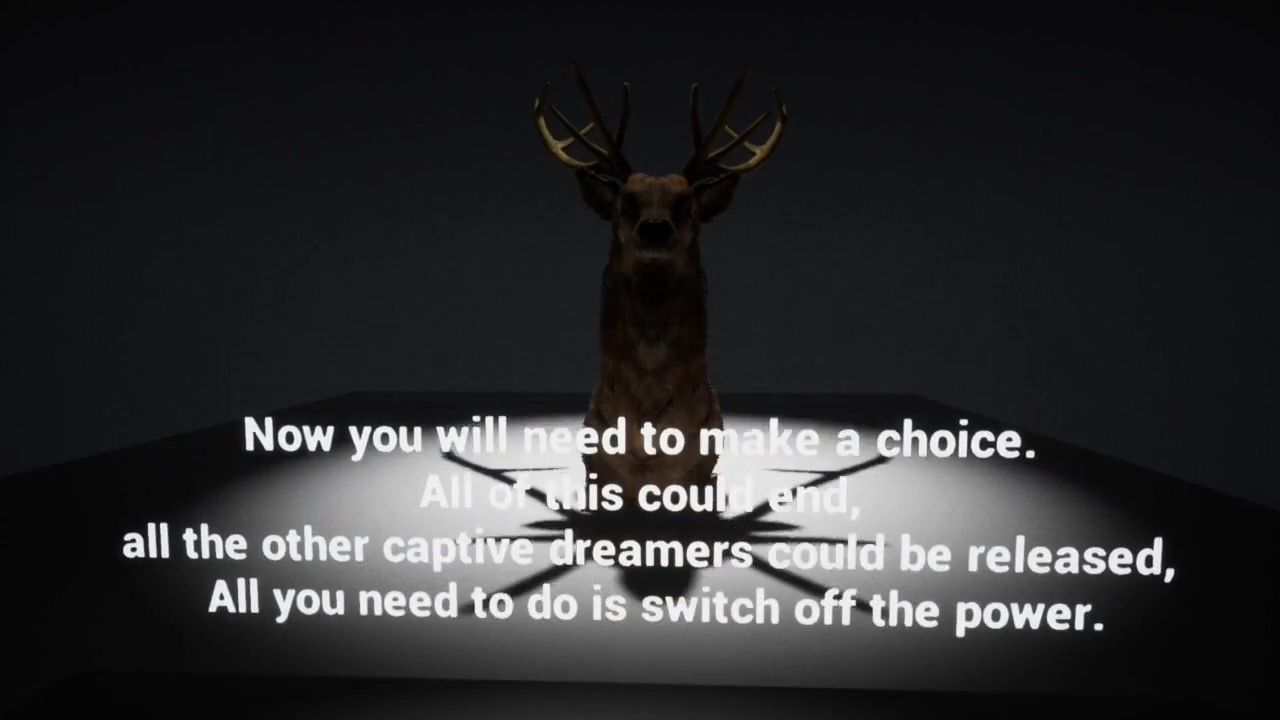 Now you will need to make a choice.
All of this could end,
all the other captive dreamers could be released,
All you need to do is switch off the power.